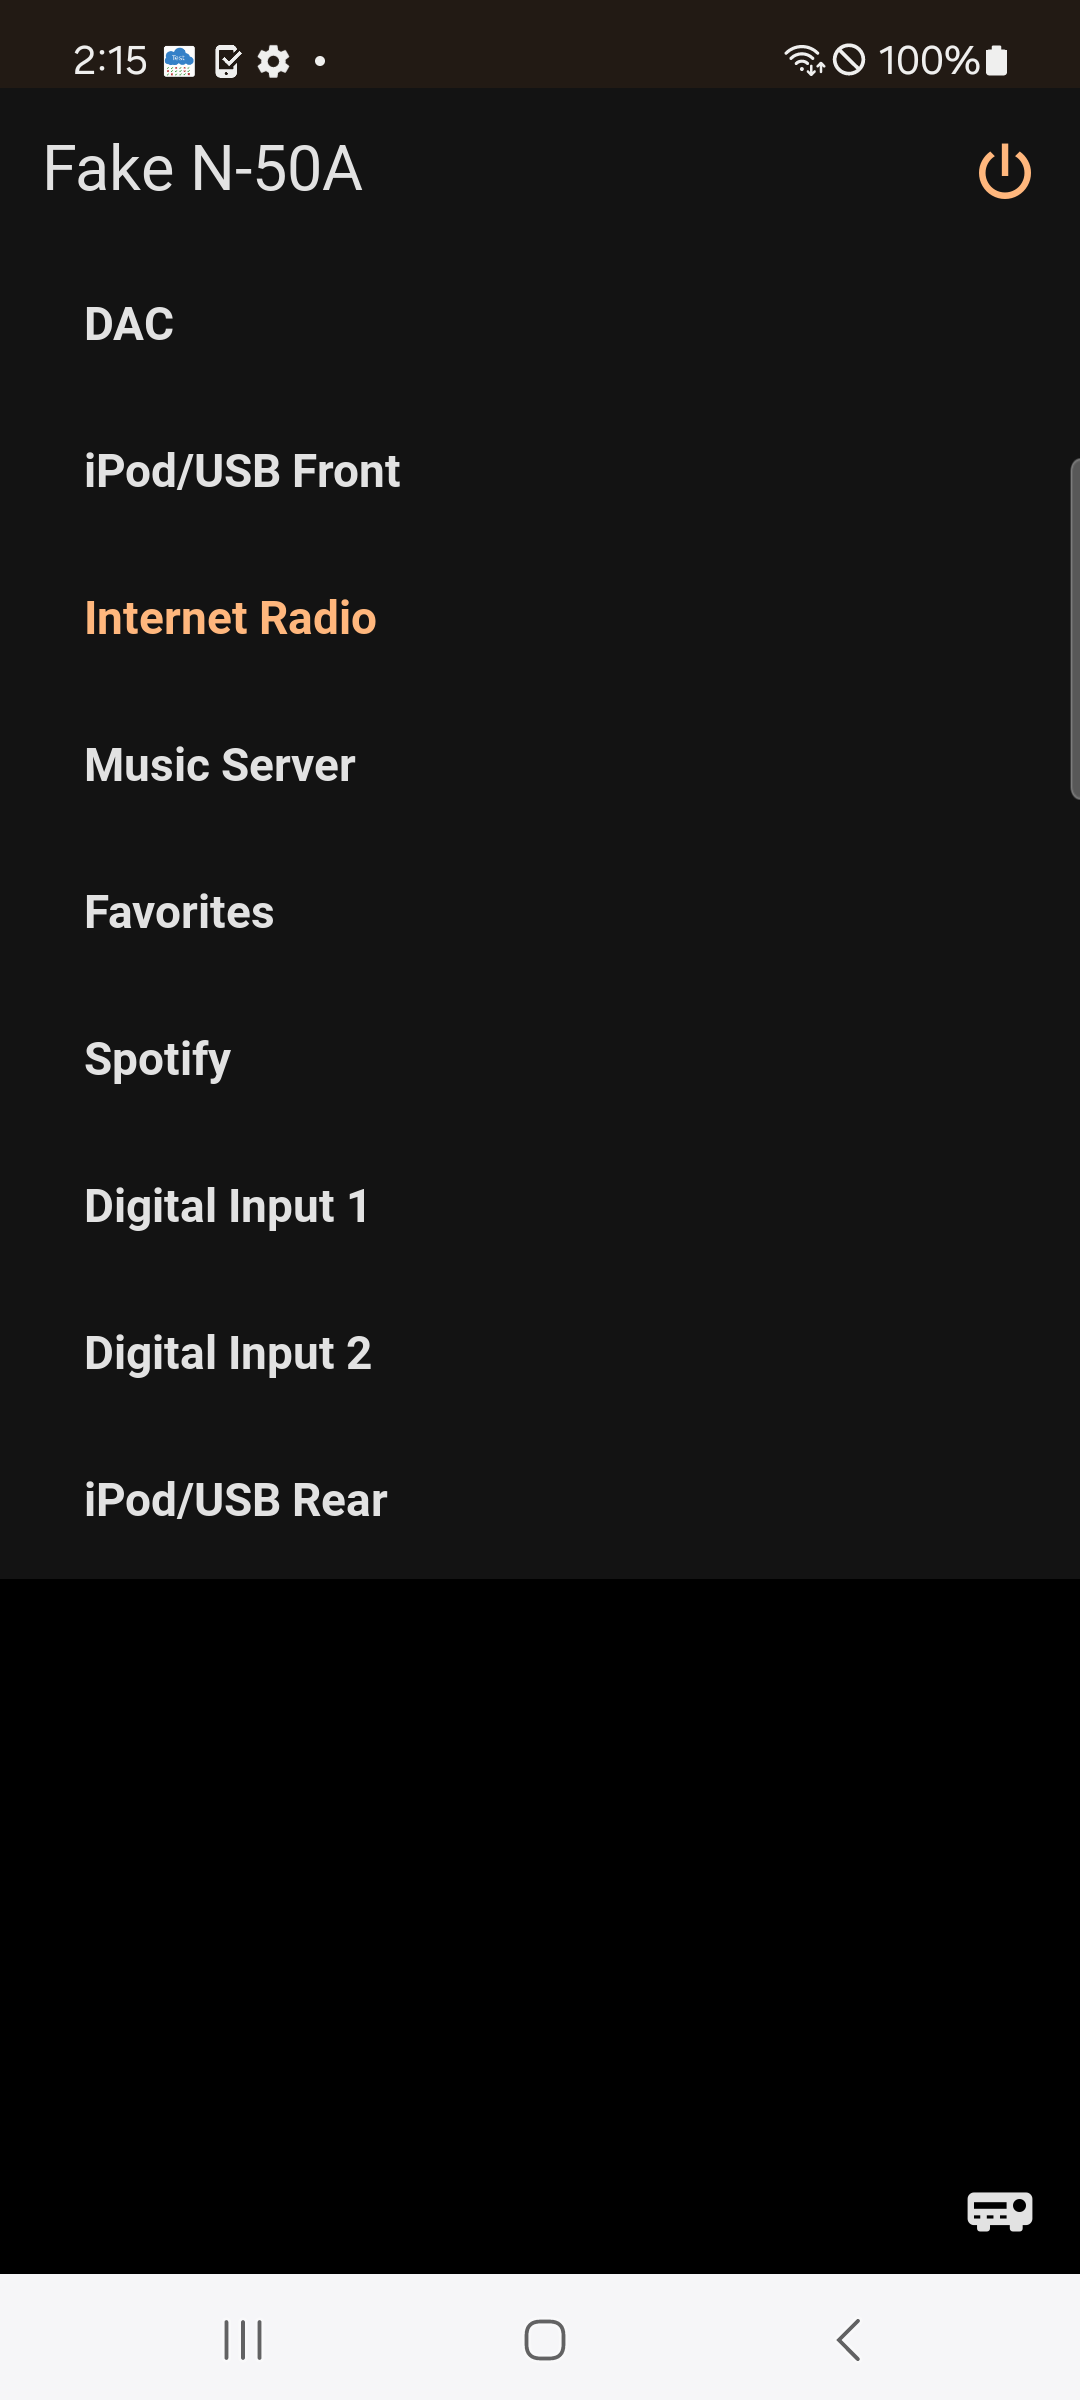 2:15
100%
Fake N-50A
DAC
iPod/USB Front
Internet Radio
Music Server
Favorites
Spotify
Digital Input 1
Digital Input 2
iPod/USB Rear